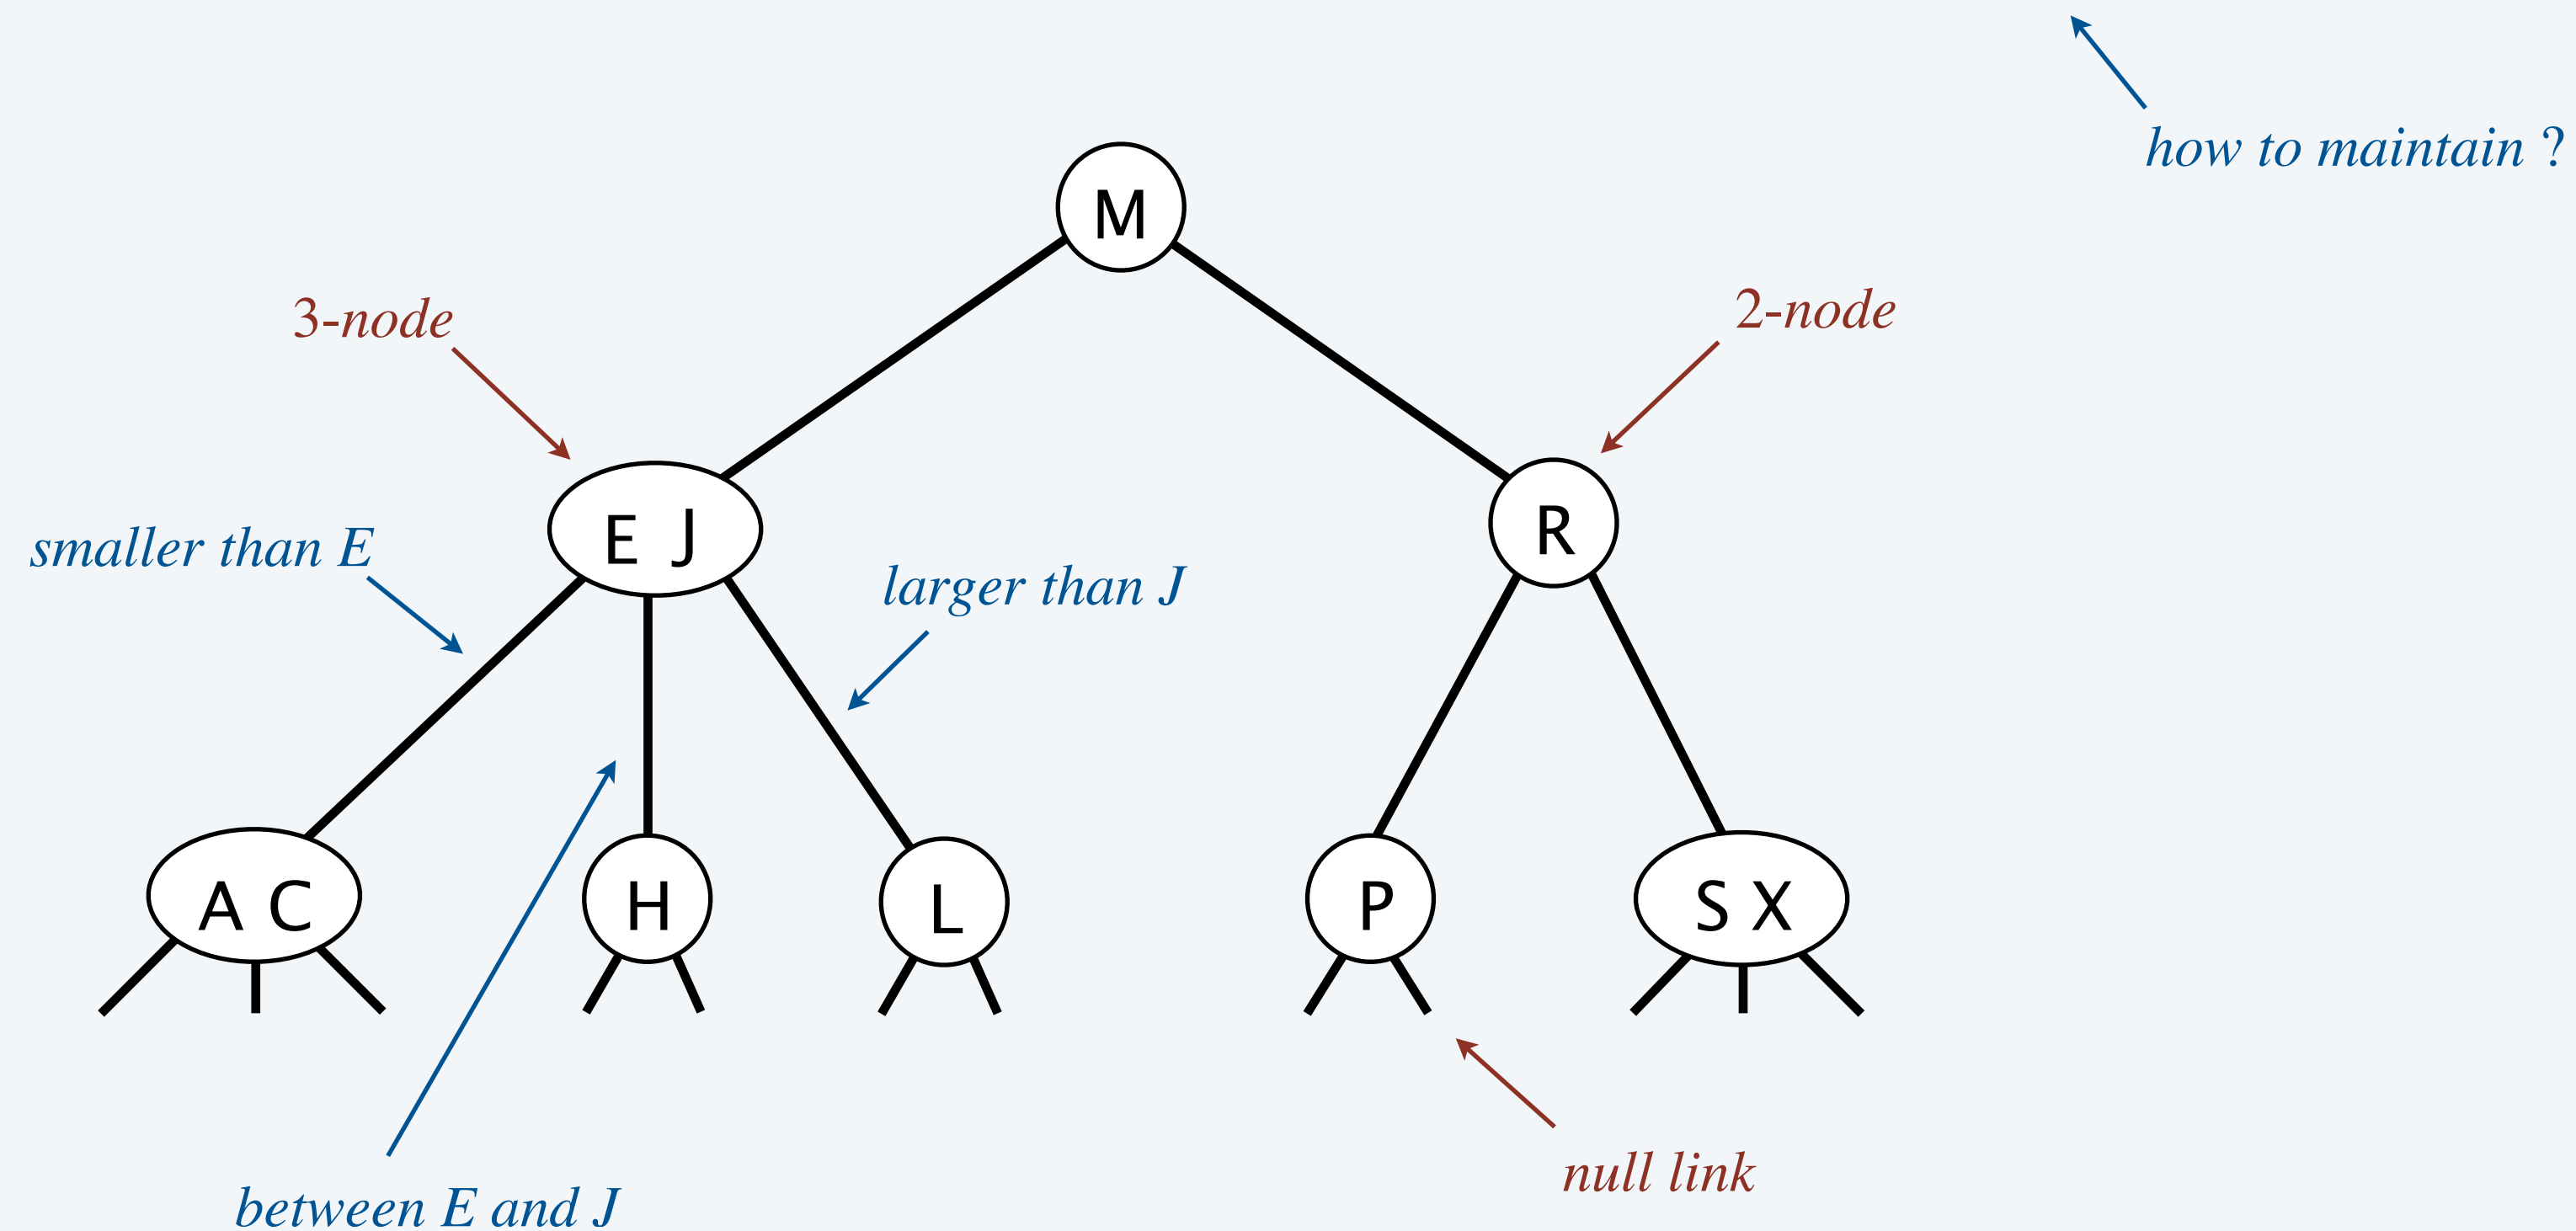 how to maintain ?
M
3-node
2-node
E J
R
smaller than E
larger than J
A C
H
L
P
S X
null link
between E and J